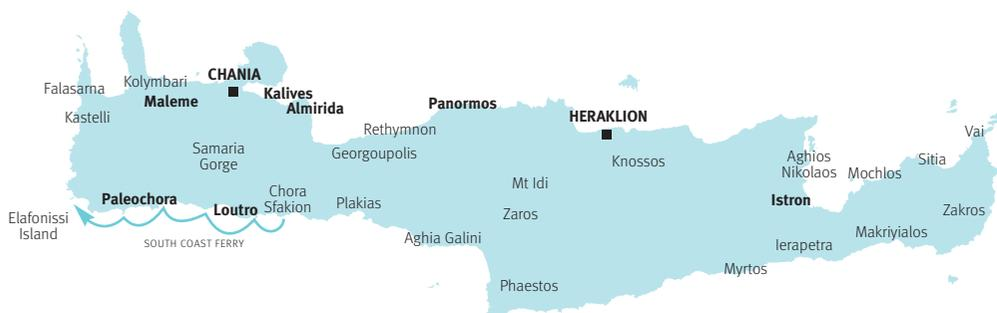 Falasarna
Kolymbari
CHANIA
Kastelli
Maleme
Kalives
Almirida
Panormos
HERAKLION
Rethymnon
Georgoupolis
Samaria
Gorge
Knossos
Aghios
Nikolaos
Mochlos
Sitia
Vai
Mt Idi
Zaros
Istron
Zakros
Paleochora
Loutro
Chora
Sfakion
Plakias
Elafonissi
Island
SOUTH COAST FERRY
Aghia Galini
Ierapetra
Makriyialos
Myrtos
Phaestos